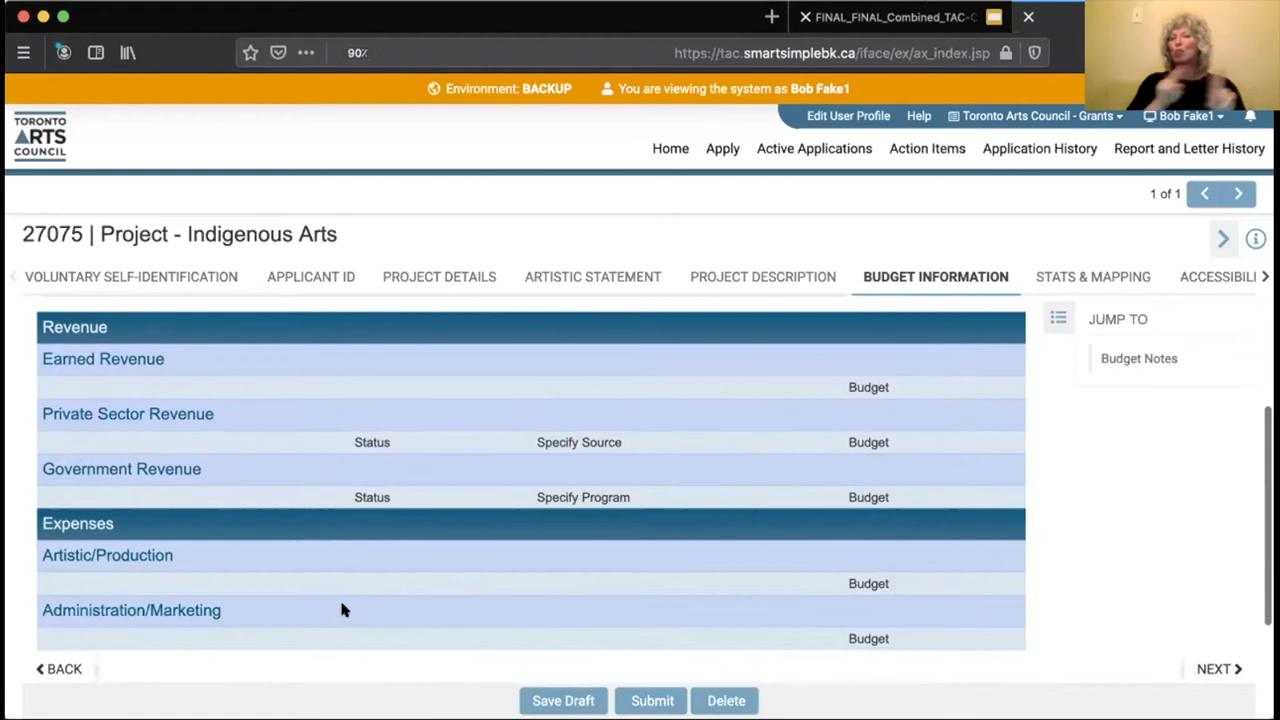 FINAL_FINAL_Combined_TAC-C
90%
https://tac.smartsimplebk.ca/iface/ex/ax_index.jsp
Environment: BACKUP You are viewing the system as Bob Fake1
Edit User Profile Help Toronto Arts Council - Grants Bob Fake1
TORONTO
ARTS
COUNCIL
Home Apply Active Applications Action Items Application History Report and Letter History
1 of 1
27075 | Project - Indigenous Arts
VOLUNTARY SELF-IDENTIFICATION APPLICANT ID PROJECT DETAILS ARTISTIC STATEMENT PROJECT DESCRIPTION BUDGET INFORMATION STATS & MAPPING ACCESSIBILI
Revenue
Earned Revenue
Budget
Private Sector Revenue
Status Specify Source Budget
Government Revenue
Status Specify Program Budget
Expenses
Artistic/Production
Budget
Administration/Marketing
Budget
JUMP TO
Budget Notes
BACK NEXT
Save Draft Submit Delete